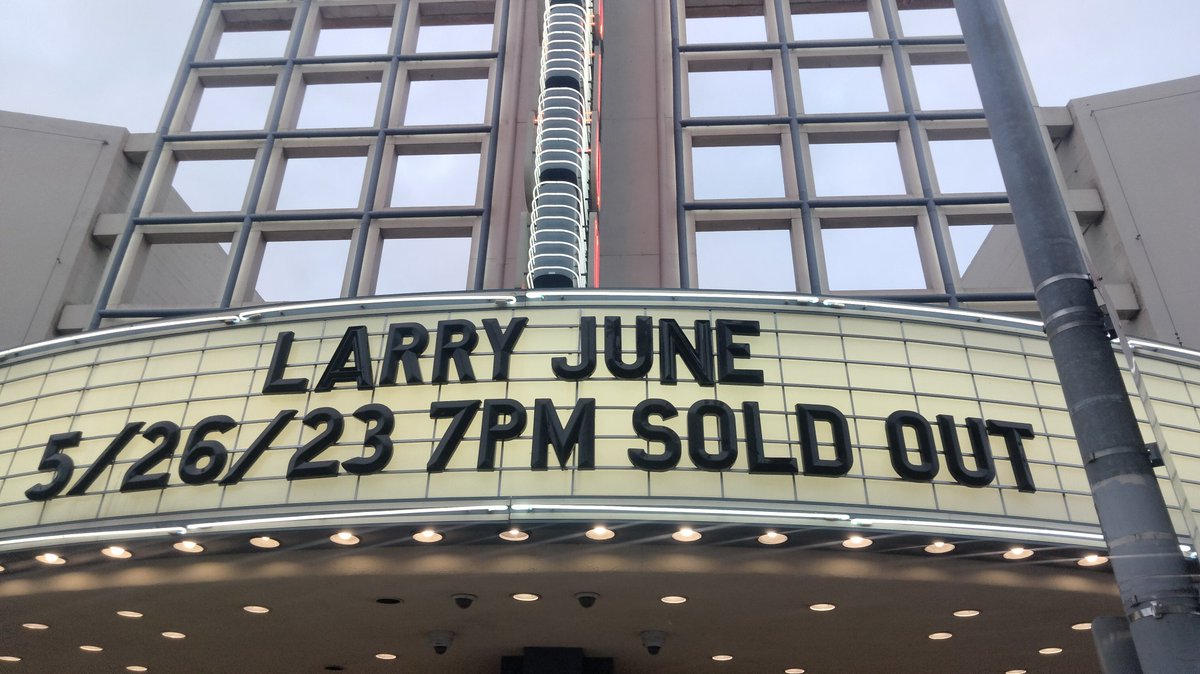 LARRY JUNE
5/26/23 7PM SOLD OUT